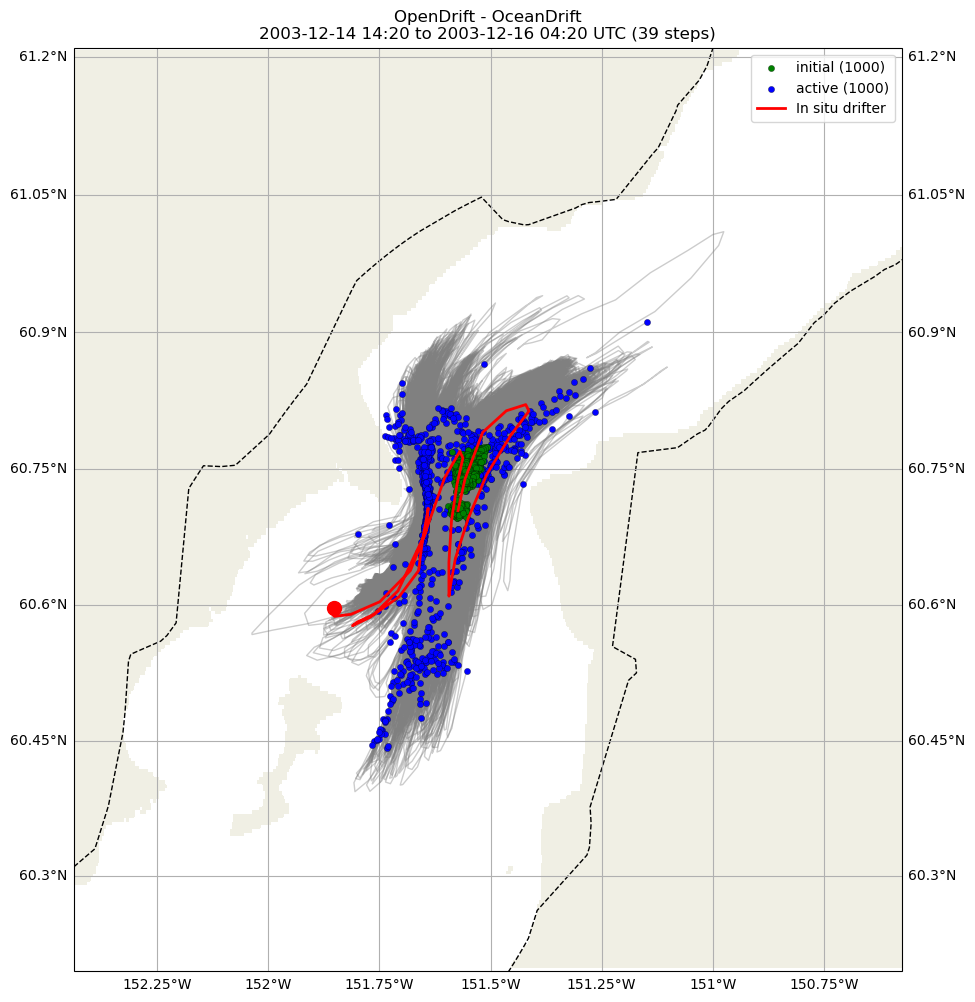 OpenDrift - OceanDrift
2003-12-14 14:20 to 2003-12-16 04:20 UTC (39 steps)
initial (1000)
active (1000)
In situ drifter
61.2°N
61.2°N
61.05°N
61.05°N
60.9°N
60.9°N
60.75°N
60.75°N
60.6°N
60.6°N
60.45°N
60.45°N
60.3°N
60.3°N
152.25°W
152°W
151.75°W
151.5°W
151.25°W
151°W
150.75°W